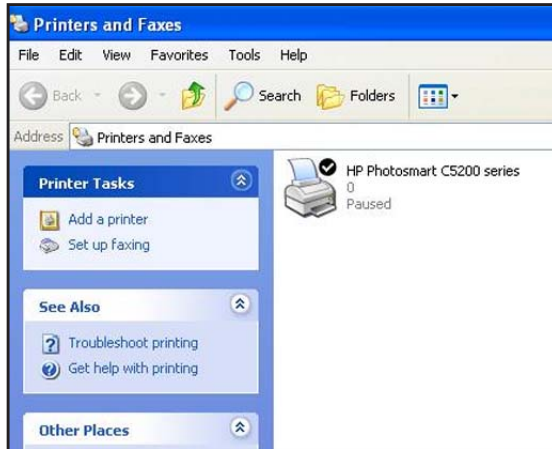 Printers and Faxes
File Edit View Favorites Tools Help
Back Search Folders
Address Printers and Faxes
Printer Tasks
Add a printer
Set up faxing
See Also
Troubleshoot printing
Get help with printing
Other Places
HP Photosmart C5200 series
0
Paused